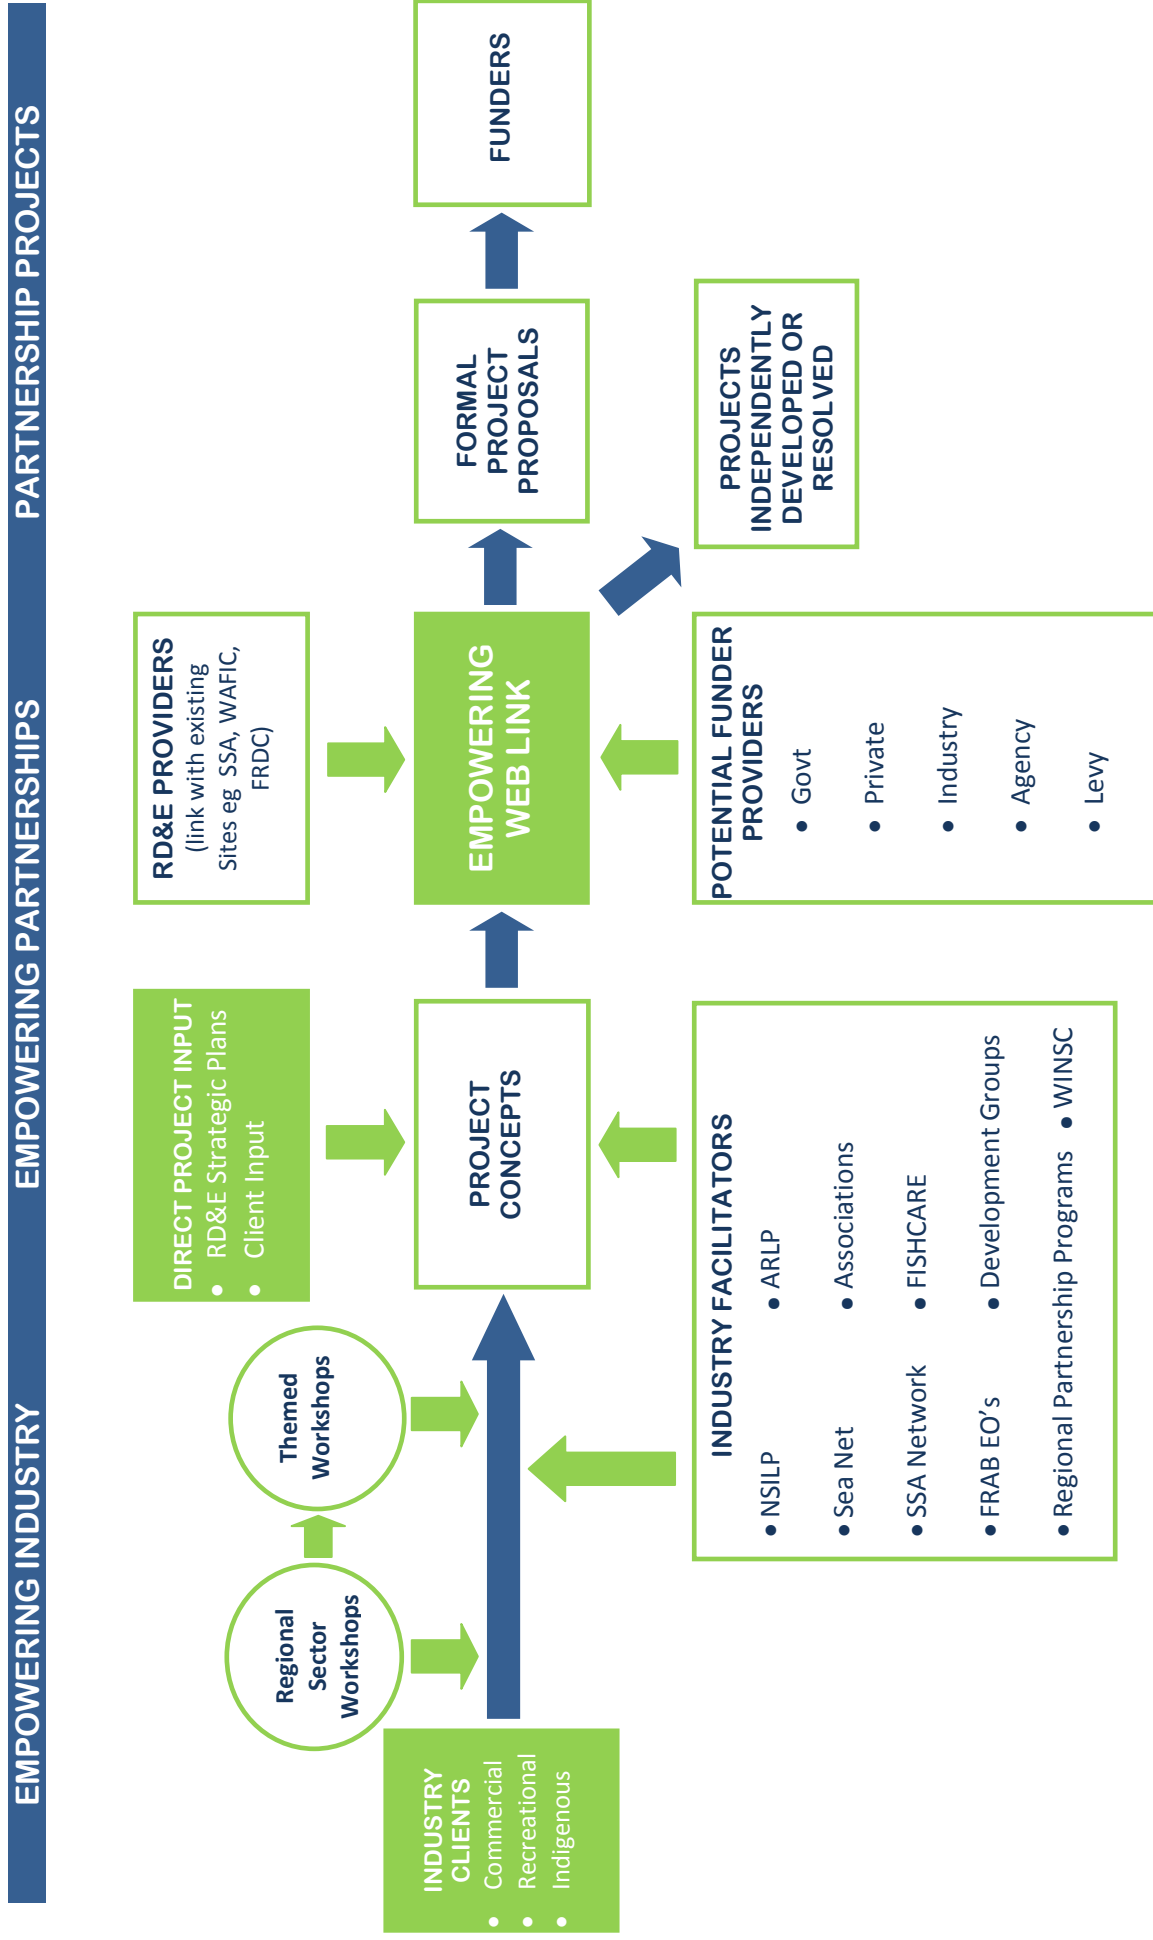 EMPOWERING INDUSTRY
EMPOWERING PARTNERSHIPS
PARTNERSHIP PROJECTS
INDUSTRY
CLIENTS
• Commercial
• Recreational
• Indigenous
Regional
Sector
Workshops
Themed
Workshops
DIRECT PROJECT INPUT
• RD&E Strategic Plans
• Client Input
PROJECT
CONCEPTS
INDUSTRY FACILITATORS
• NSILP • ARLP
• Sea Net • Associations
• SSA Network • FISHCARE
• FRAB EO's • Development Groups
• Regional Partnership Programs • WINSC
RD&E PROVIDERS
(link with existing
Sites eg SSA, WAFIC,
FRDC)
EMPOWERING
WEB LINK
POTENTIAL FUNDER
PROVIDERS
• Govt
• Private
• Industry
• Agency
• Levy
FORMAL
PROJECT
PROPOSALS
PROJECTS
INDEPENDENTLY
DEVELOPED OR
RESOLVED
FUNDERS